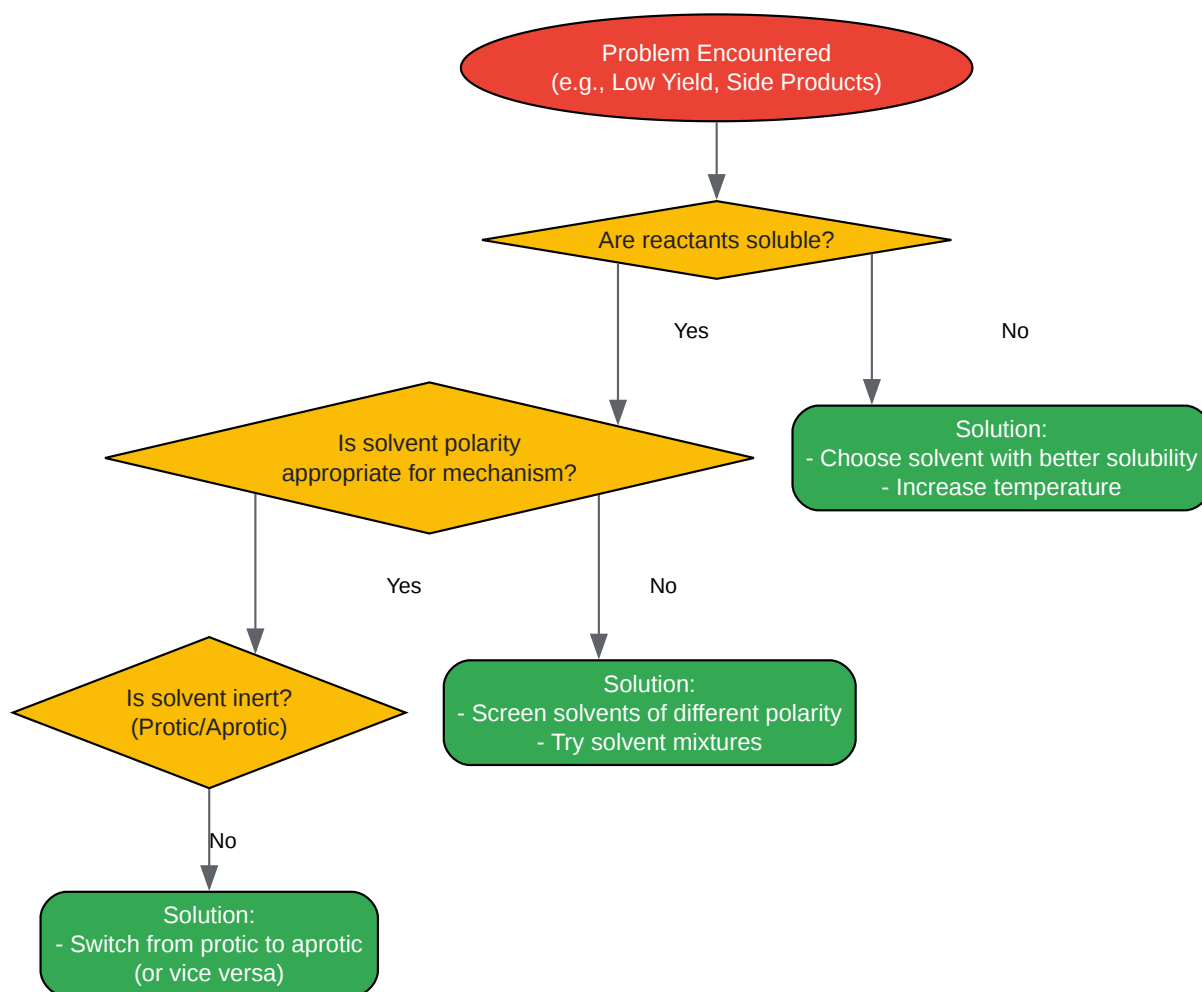 Problem Encountered
(e.g., Low Yield, Side Products)
Are reactants soluble?
Yes
No
Is solvent polarity
appropriate for mechanism?
Solution:
- Choose solvent with better solubility
- Increase temperature
Yes
No
Is solvent inert?
(Protic/Aprotic)
Solution:
- Screen solvents of different polarity
- Try solvent mixtures
No
Solution:
- Switch from protic to aprotic
(or vice versa)